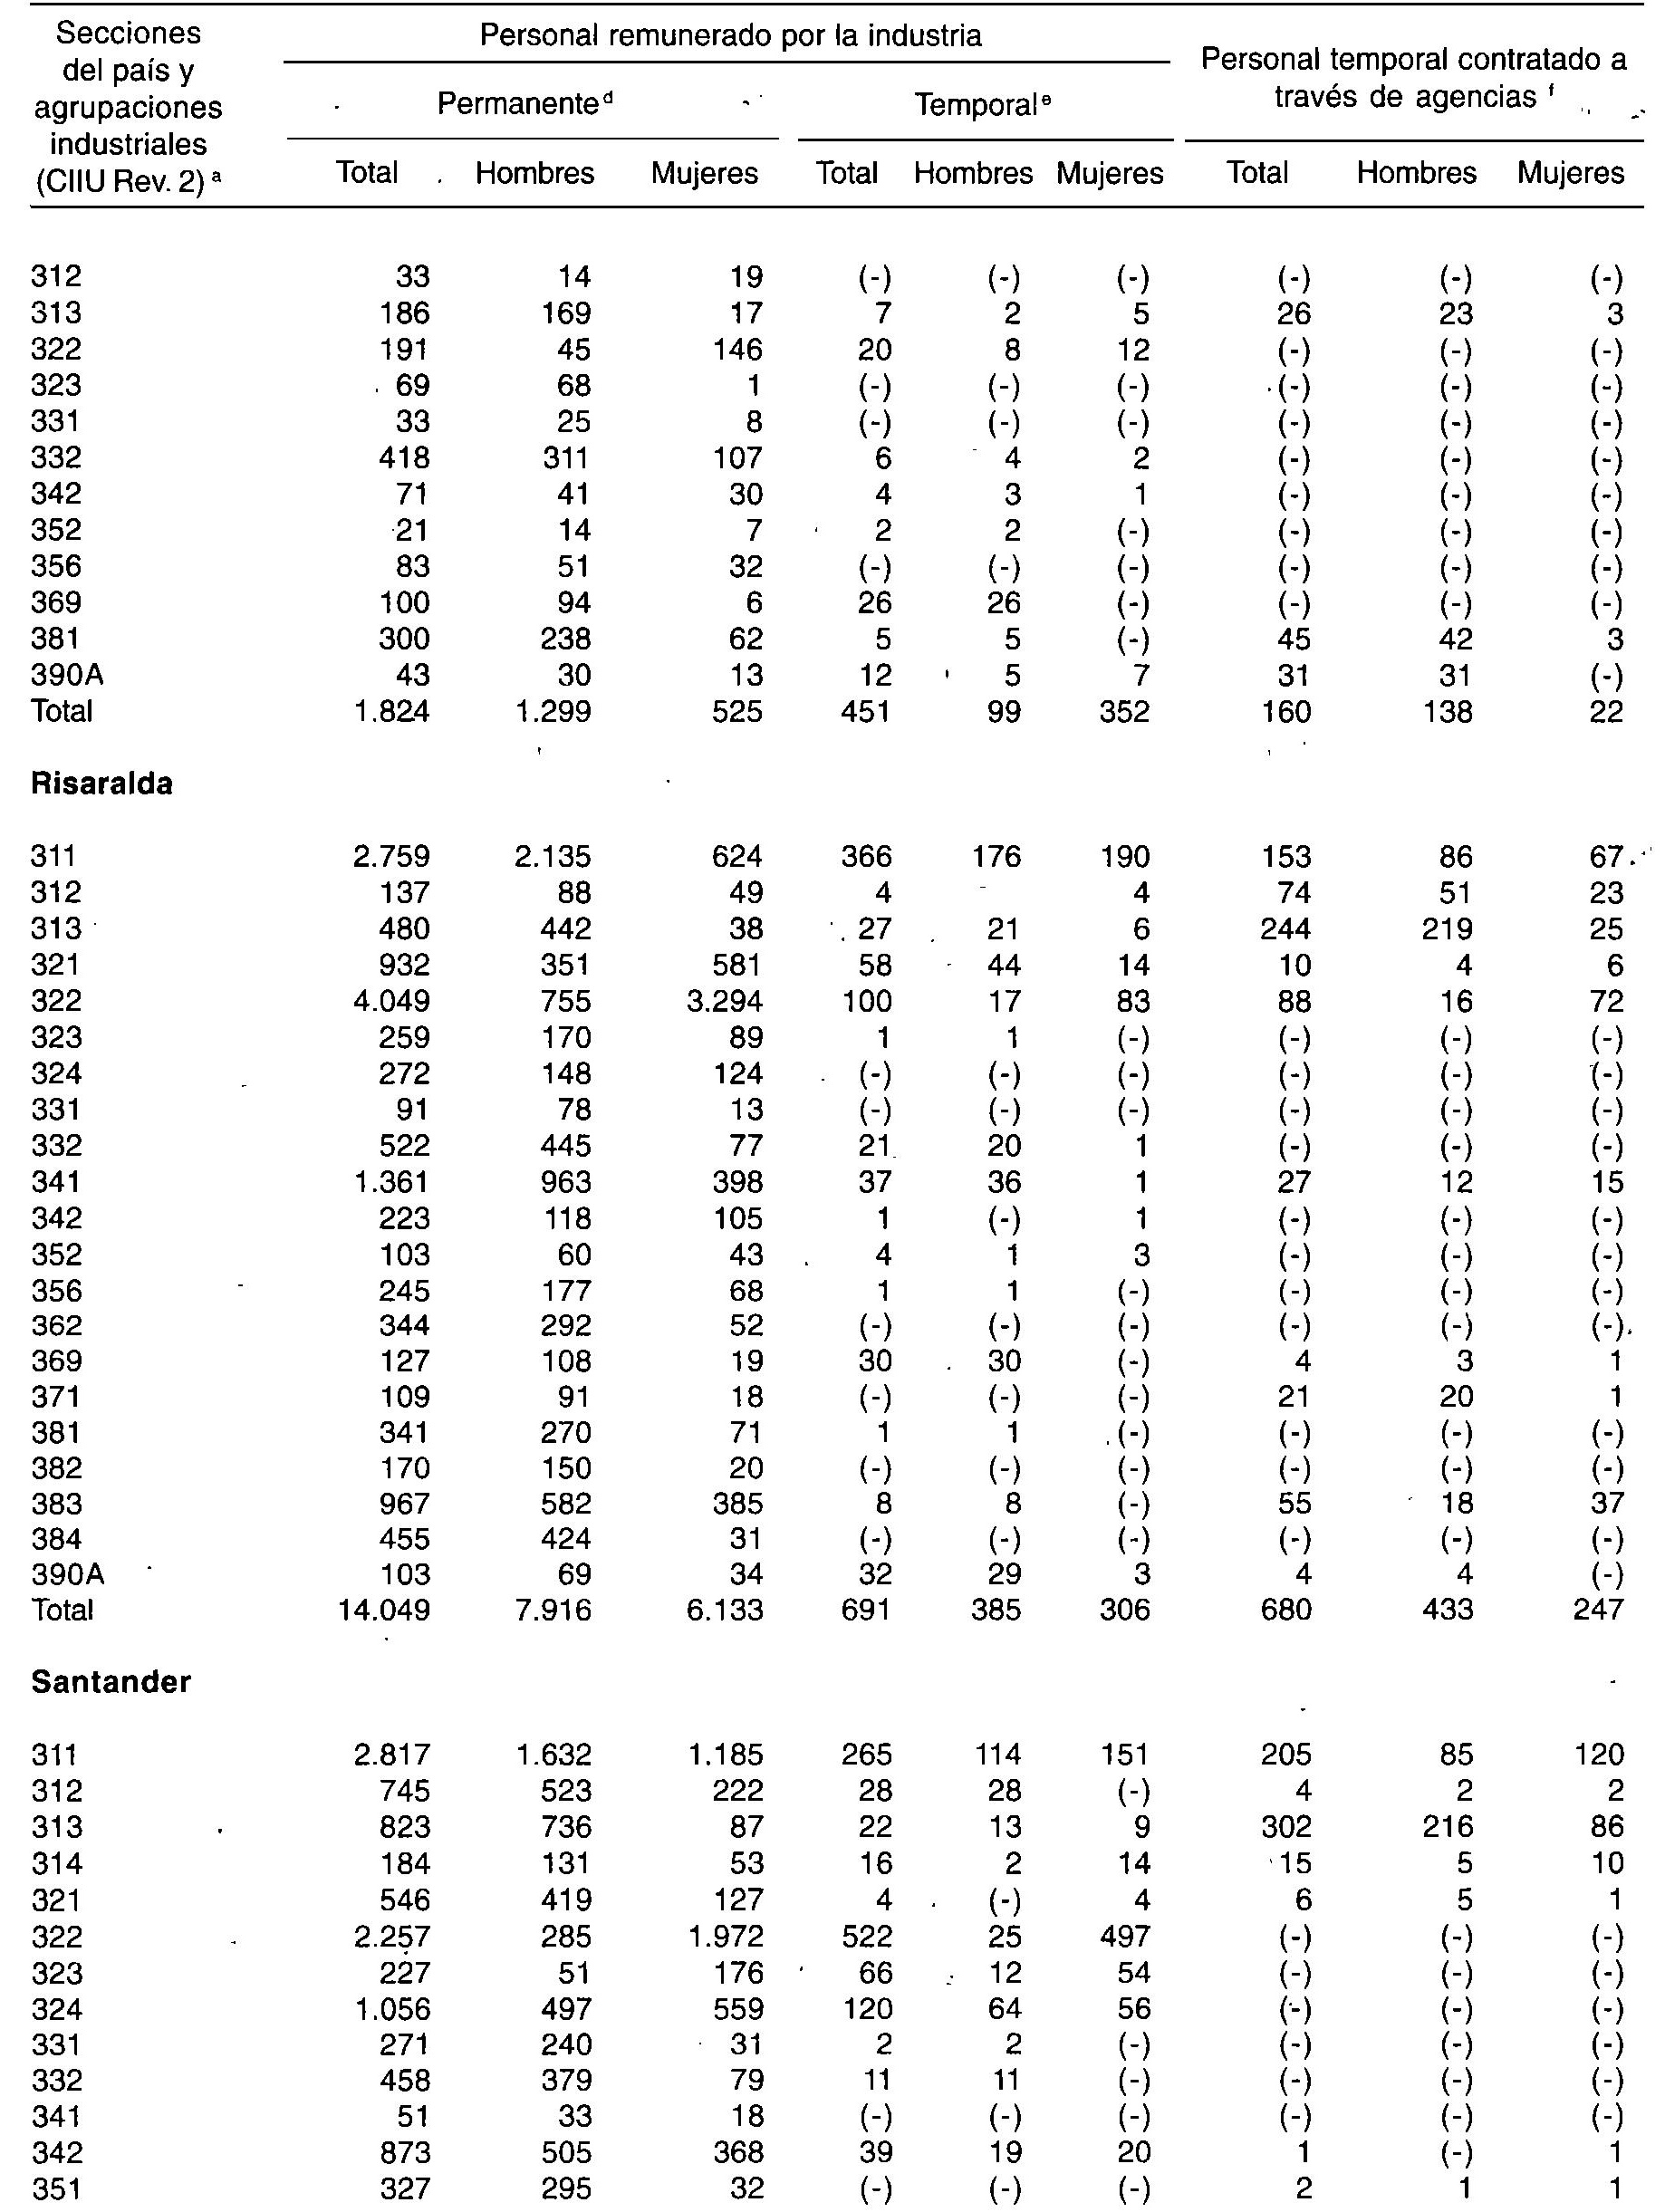 Secciones del país y agrupaciones industriales (CIIU Rev. 2) a
Personal remunerado por la industria
Personal temporal contratado a través de agencias f
Permanente d Temporal e
Total Hombres Mujeres Total Hombres Mujeres Total Hombres Mujeres
312 33 14 19 (-) (-) (-) (-) (-) (-)
313 186 169 17 7 2 5 26 23 3
322 191 45 146 20 8 12 (-) (-) (-)
323 69 68 1 (-) (-) (-) (-) (-) (-)
331 33 25 8 (-) (-) (-) (-) (-) (-)
332 418 311 107 6 4 2 (-) (-) (-)
342 71 41 30 4 3 1 (-) (-) (-)
352 21 14 7 2 2 (-) (-) (-) (-)
356 83 51 32 (-) (-) (-) (-) (-) (-)
369 100 94 6 26 26 (-) (-) (-) (-)
381 300 238 62 5 5 (-) 45 42 3
390A 43 30 13 12 5 7 31 31 (-)
Total 1.824 1.299 525 451 99 352 160 138 22
Risaralda
311 2.759 2.135 624 366 176 190 153 86 67
312 137 88 49 4 - 4 74 51 23
313 480 442 38 27 21 6 244 219 25
321 932 351 581 58 44 14 10 4 6
322 4.049 755 3.294 100 17 83 88 16 72
323 259 170 89 1 1 (-) (-) (-) (-)
324 272 148 124 (-) (-) (-) (-) (-) (-)
331 91 78 13 (-) (-) (-) (-) (-) (-)
332 522 445 77 21 20 1 (-) (-) (-)
341 1.361 963 398 37 36 1 27 12 15
342 223 118 105 1 (-) 1 (-) (-) (-)
352 103 60 43 4 1 3 (-) (-) (-)
356 245 177 68 1 1 (-) (-) (-) (-)
362 344 292 52 (-) (-) (-) (-) (-) (-)
369 127 108 19 30 30 (-) 4 3 1
371 109 91 18 (-) (-) (-) 21 20 1
381 341 270 71 1 1 (-) (-) (-) (-)
382 170 150 20 (-) (-) (-) (-) (-) (-)
383 967 582 385 8 8 (-) 55 18 37
384 455 424 31 (-) (-) (-) (-) (-) (-)
390A 103 69 34 32 29 3 4 4 (-)
Total 14.049 7.916 6.133 691 385 306 680 433 247
Santander
311 2.817 1.632 1.185 265 114 151 205 85 120
312 745 523 222 28 28 (-) 4 2 2
313 823 736 87 22 13 9 302 216 86
314 184 131 53 16 2 14 15 5 10
321 546 419 127 4 (-) 4 6 5 1
322 2.257 285 1.972 522 25 497 (-) (-) (-)
323 227 51 176 66 12 54 (-) (-) (-)
324 1.056 497 559 120 64 56 (-) (-) (-)
331 271 240 31 2 2 (-) (-) (-) (-)
332 458 379 79 11 11 (-) (-) (-) (-)
341 51 33 18 (-) (-) (-) (-) (-) (-)
342 873 505 368 39 19 20 1 (-) 1
351 327 295 32 (-) (-) (-) 2 1 1